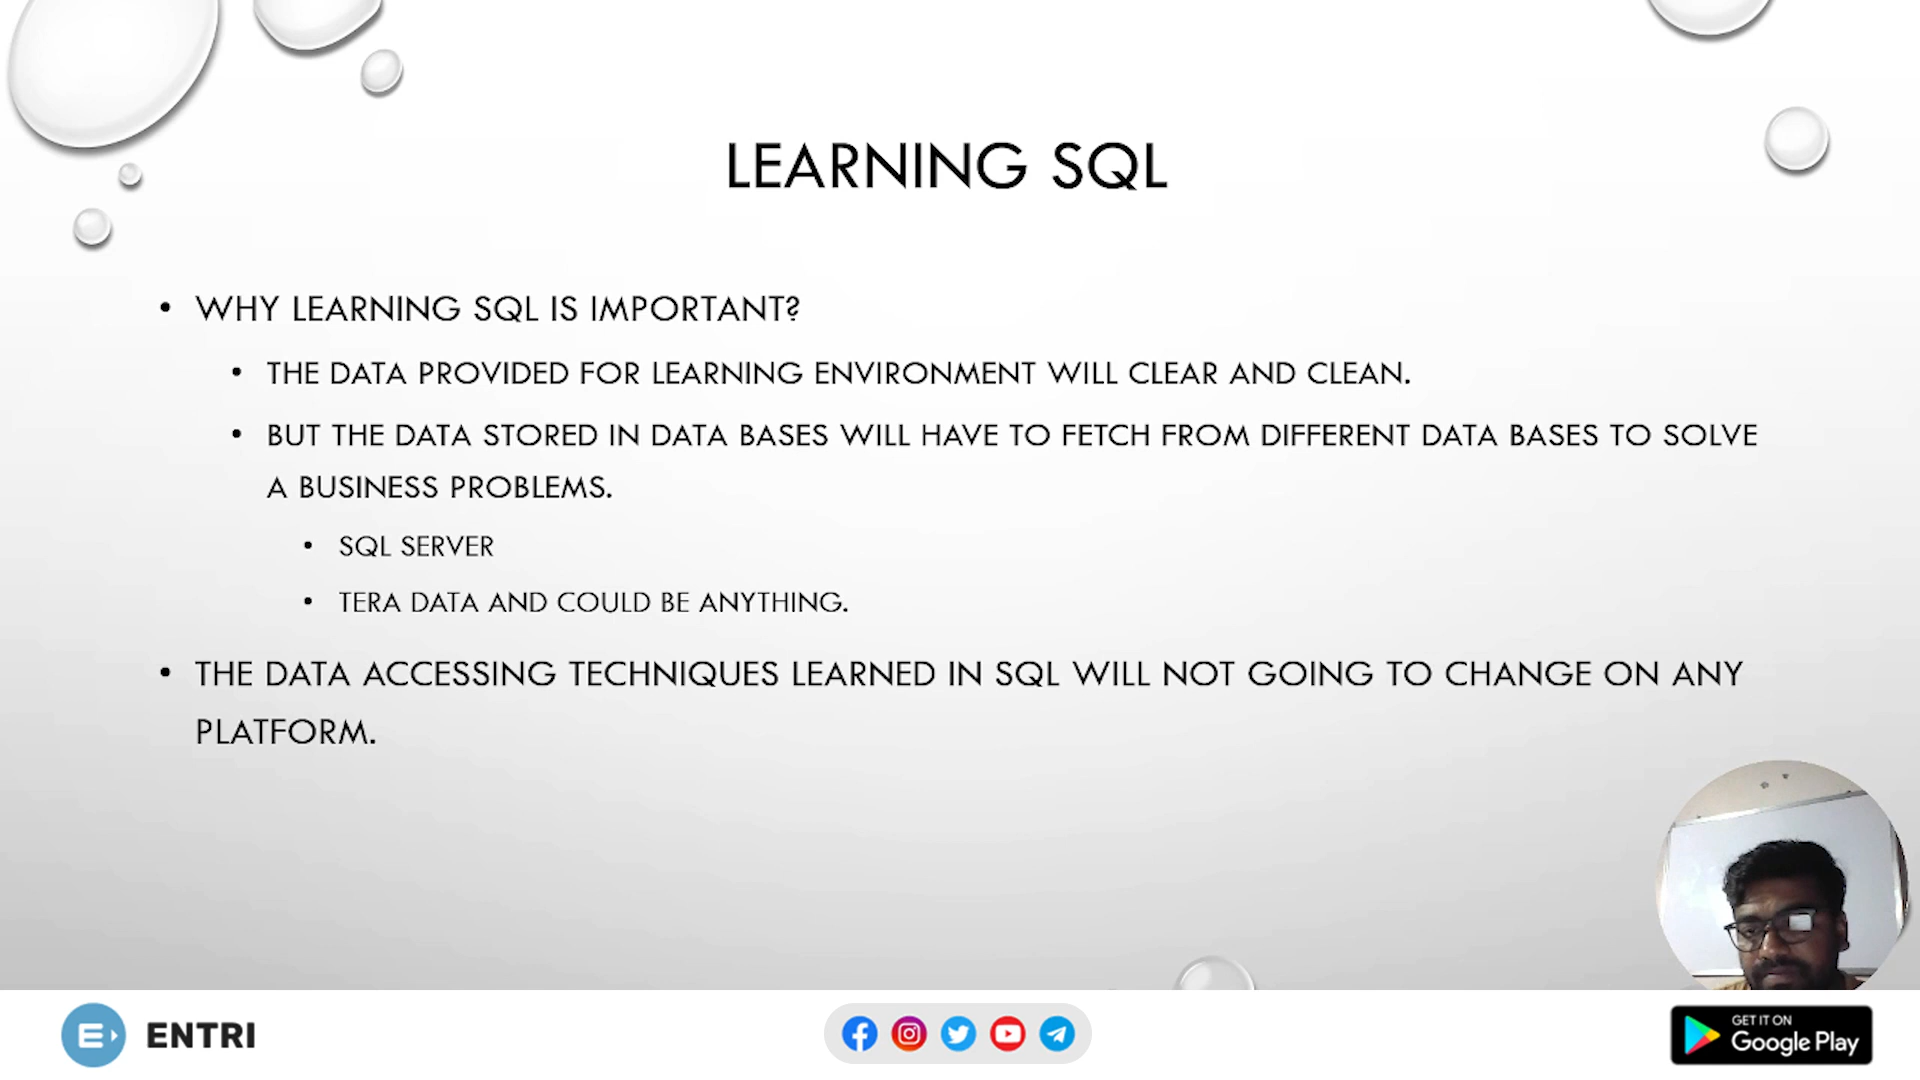 LEARNING SQL
• WHY LEARNING SQL IS IMPORTANT?
• THE DATA PROVIDED FOR LEARNING ENVIRONMENT WILL CLEAR AND CLEAN.
• BUT THE DATA STORED IN DATA BASES WILL HAVE TO FETCH FROM DIFFERENT DATA BASES TO SOLVE
A BUSINESS PROBLEMS.
• SQL SERVER
• TERA DATA AND COULD BE ANYTHING.
• THE DATA ACCESSING TECHNIQUES LEARNED IN SQL WILL NOT GOING TO CHANGE ON ANY
PLATFORM.
E ENTRI
GET IT ON
Google Play